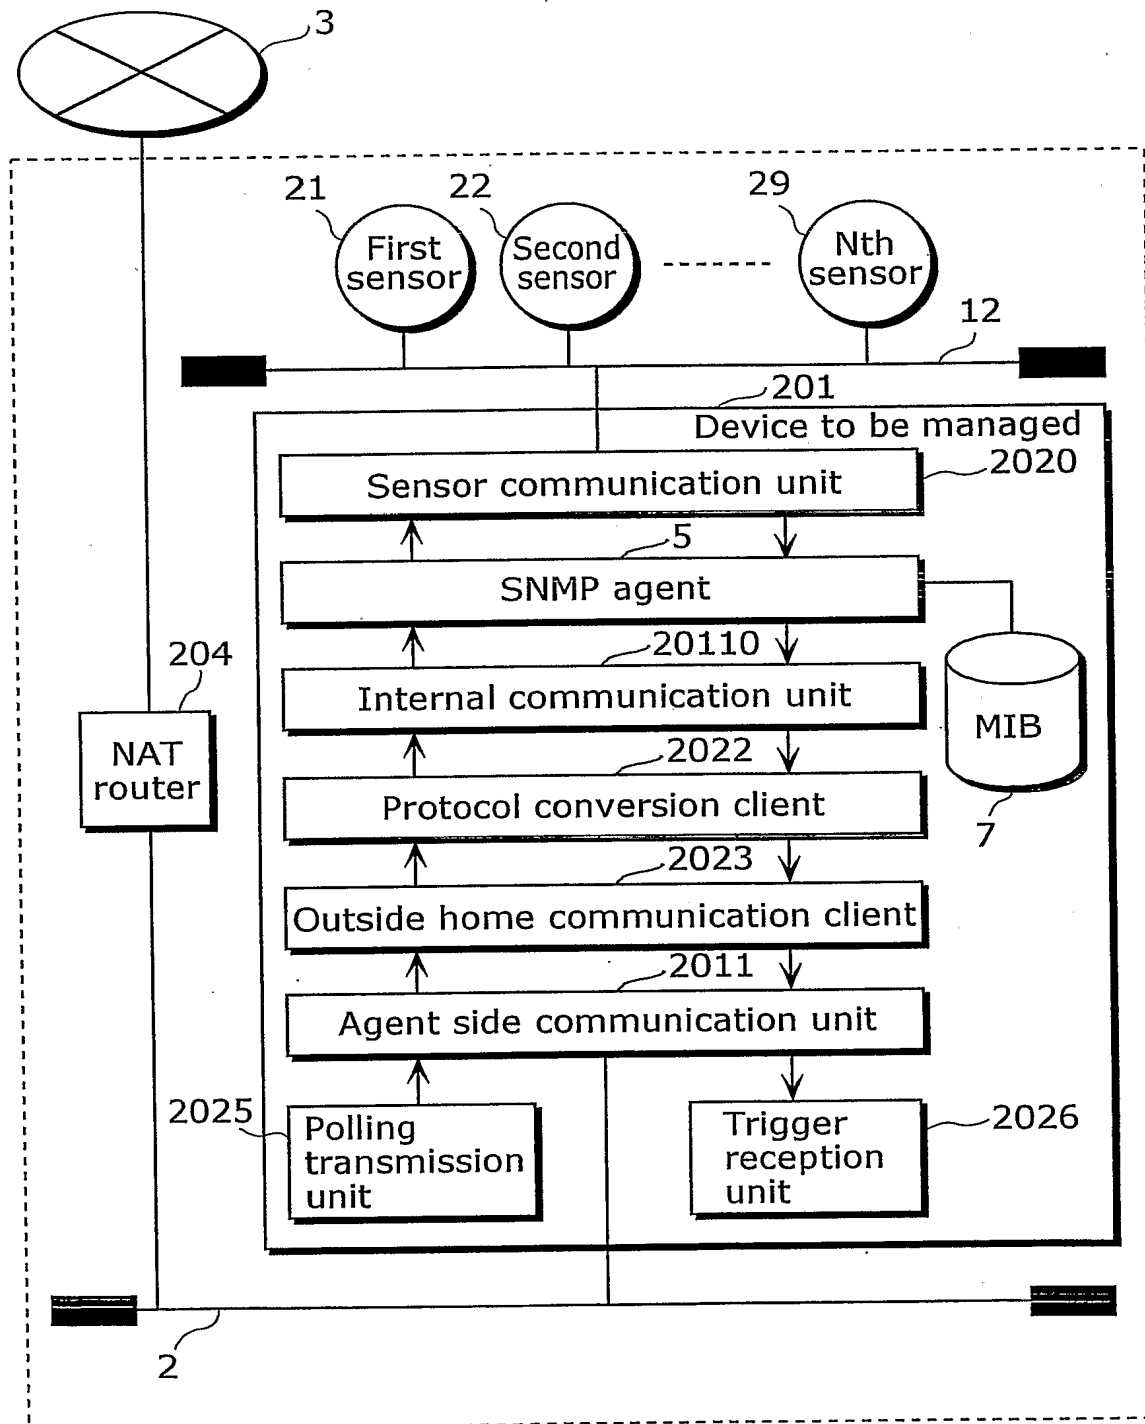 3
21
22
29
First
sensor
Second
sensor
Nth
sensor
12
201
Device to be managed
2020
Sensor communication unit
5
SNMP agent
20110
204
Internal communication unit
MIB
NAT
router
2022
Protocol conversion client
7
2023
Outside home communication client
2011
Agent side communication unit
2025
Polling
transmission
unit
Trigger
reception
unit
2026
2